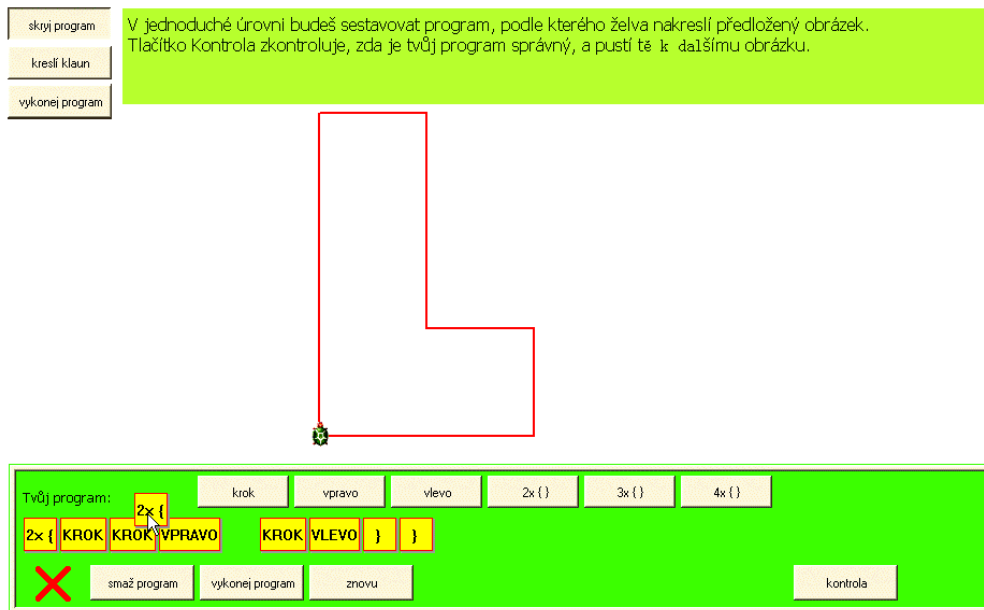 skryj program
kreslí klaun
vykonej program
V jednoduché úrovni budeš sestavovat program, podle kterého želva nakreslí předložený obrázek.
Tlačítko Kontrola zkontroluje, zda je tvůj program správný, a pustí tě k dalšímu obrázku.
Tvůj program:
krok vpravo vlevo 2x { } 3x { } 4x { }
2x {
2x { KROK KROK VPRAVO KROK VLEVO } }
smaž program vykonej program znovu kontrola